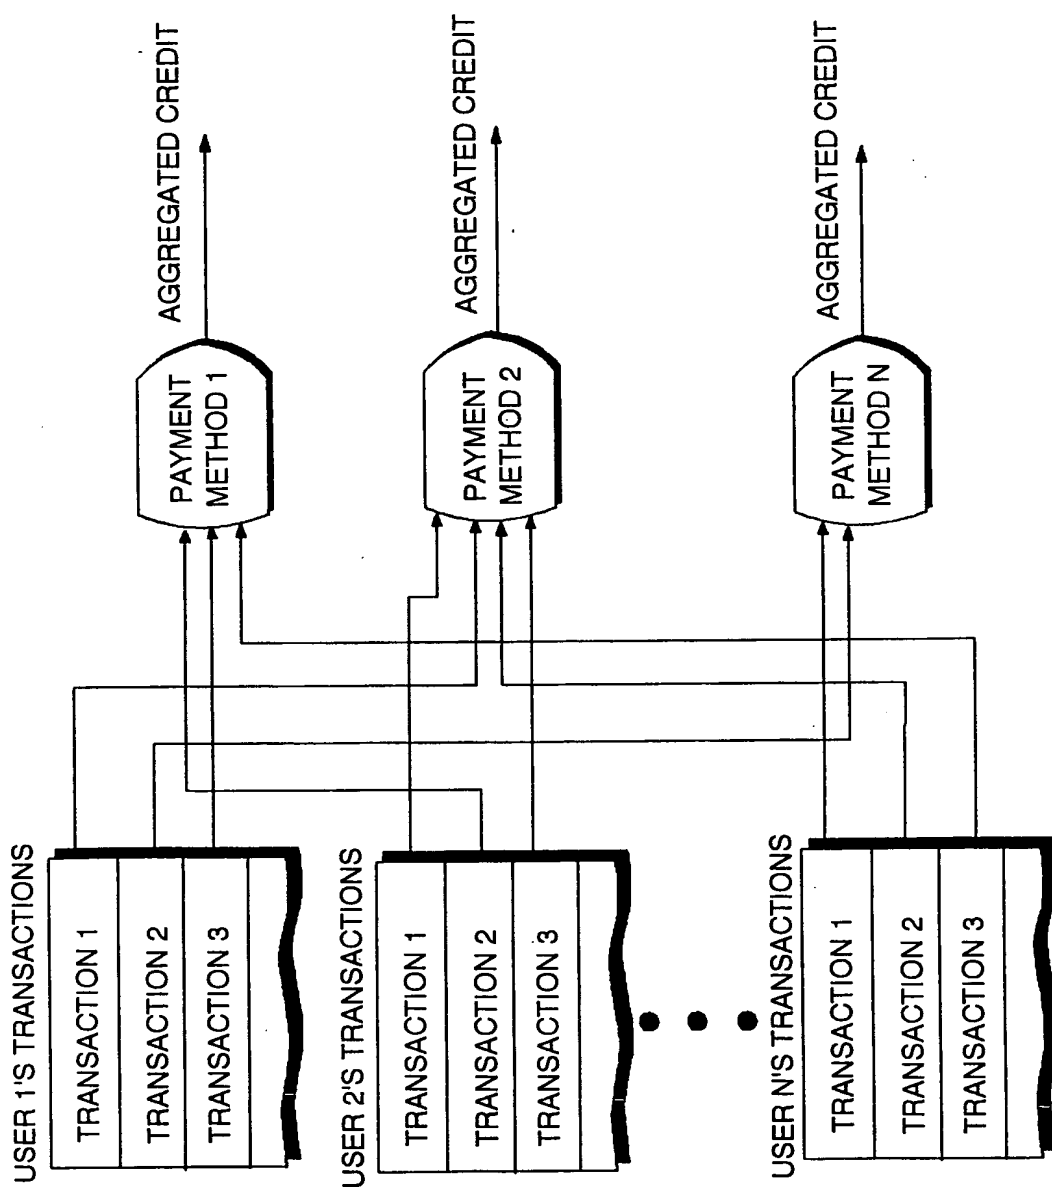 USER 1'S TRANSACTIONS
TRANSACTION 1
TRANSACTION 2
TRANSACTION 3
USER 2'S TRANSACTIONS
TRANSACTION 1
TRANSACTION 2
TRANSACTION 3
USER N'S TRANSACTIONS
TRANSACTION 1
TRANSACTION 2
TRANSACTION 3
PAYMENT
METHOD 1
PAYMENT
METHOD 2
PAYMENT
METHOD N
AGGREGATED CREDIT
AGGREGATED CREDIT
AGGREGATED CREDIT